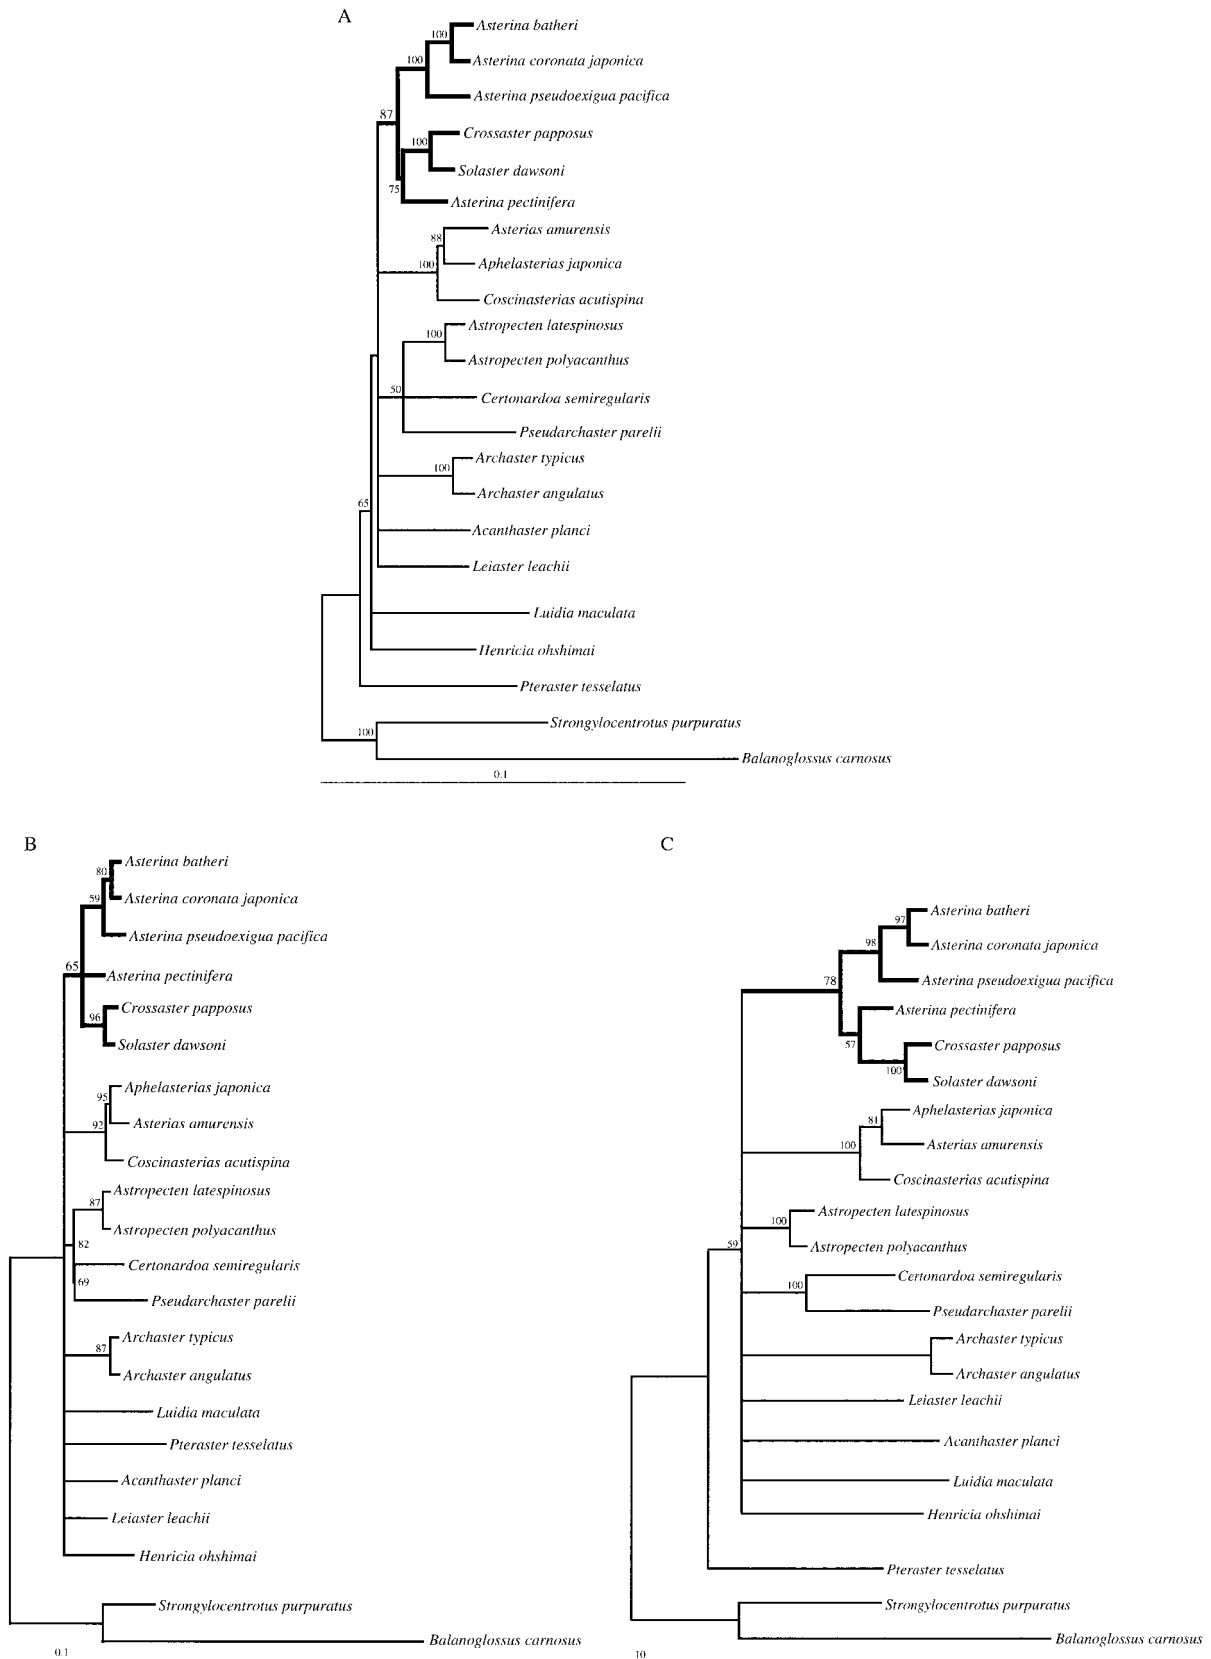 A
Asterina batheri
100
Asterina coronata japonica
100
Asterina pseudoexigua pacifica
87
Crossaster papposus
100
Solaster dawsoni
75
Asterina pectinifera
Asterias amurensis
88
Aphelasterias japonica
100
Coscinasterias acutispina
Astropecten latespinosus
100
Astropecten polyacanthus
50
Certonardoa semiregularis
Pseudarchaster parelii
Archaster typicus
100
Archaster angulatus
65
Acanthaster planci
Leiaster leachii
Luidia maculata
Henricia ohshimai
Pteraster tesselatus
Strongylocentrotus purpuratus
100
Balanoglossus carnosus
0.1
B
Asterina batheri
80
Asterina coronata japonica
59
Asterina pseudoexigua pacifica
65
Asterina pectinifera
Crossaster papposus
96
Solaster dawsoni
Aphelasterias japonica
95
Asterias amurensis
92
Coscinasterias acutispina
Astropecten latespinosus
87
Astropecten polyacanthus
82
Certonardoa semiregularis
69
Pseudarchaster parelii
Archaster typicus
87
Archaster angulatus
Luidia maculata
Pteraster tesselatus
Acanthaster planci
Leiaster leachii
Henricia ohshimai
Strongylocentrotus purpuratus
Balanoglossus carnosus
0.1
C
Asterina batheri
97
Asterina coronata japonica
98
Asterina pseudoexigua pacifica
78
Asterina pectinifera
57
Crossaster papposus
100
Solaster dawsoni
Aphelasterias japonica
81
Asterias amurensis
100
Coscinasterias acutispina
Astropecten latespinosus
100
Astropecten polyacanthus
59
Certonardoa semiregularis
100
Pseudarchaster parelii
Archaster typicus
Archaster angulatus
Leiaster leachii
Acanthaster planci
Luidia maculata
Henricia ohshimai
Pteraster tesselatus
Strongylocentrotus purpuratus
Balanoglossus carnosus
10